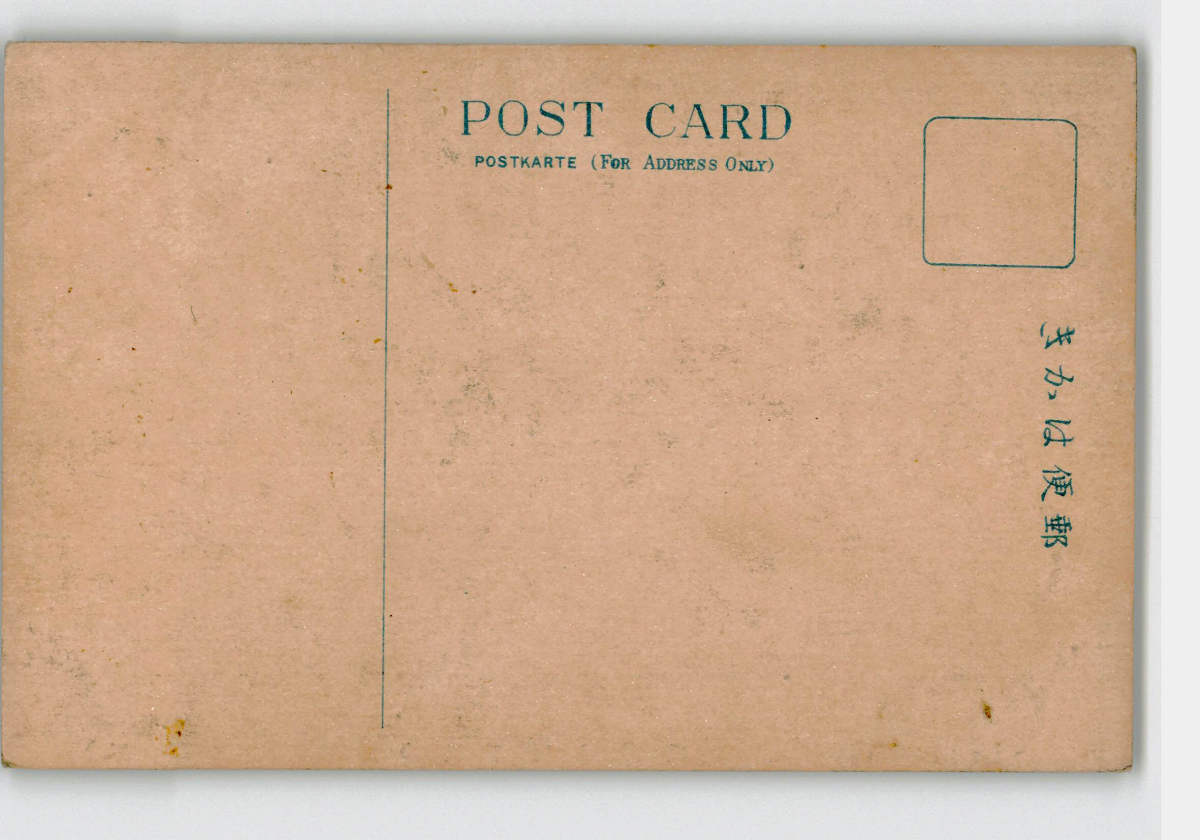 POST CARD
POSTKARTE (FOR ADDRESS ONLY)
郵便はかき